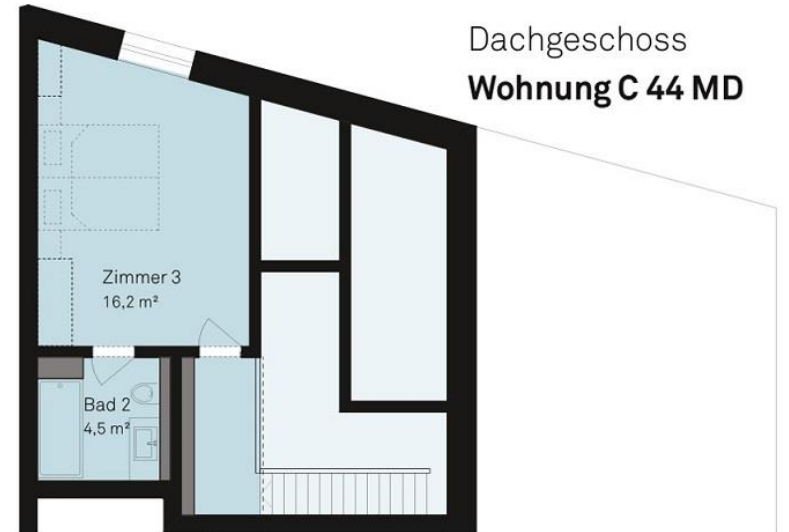 Dachgeschoss
Wohnung C 44 MD
Zimmer 3
16,2 m²
Bad 2
4,5 m²